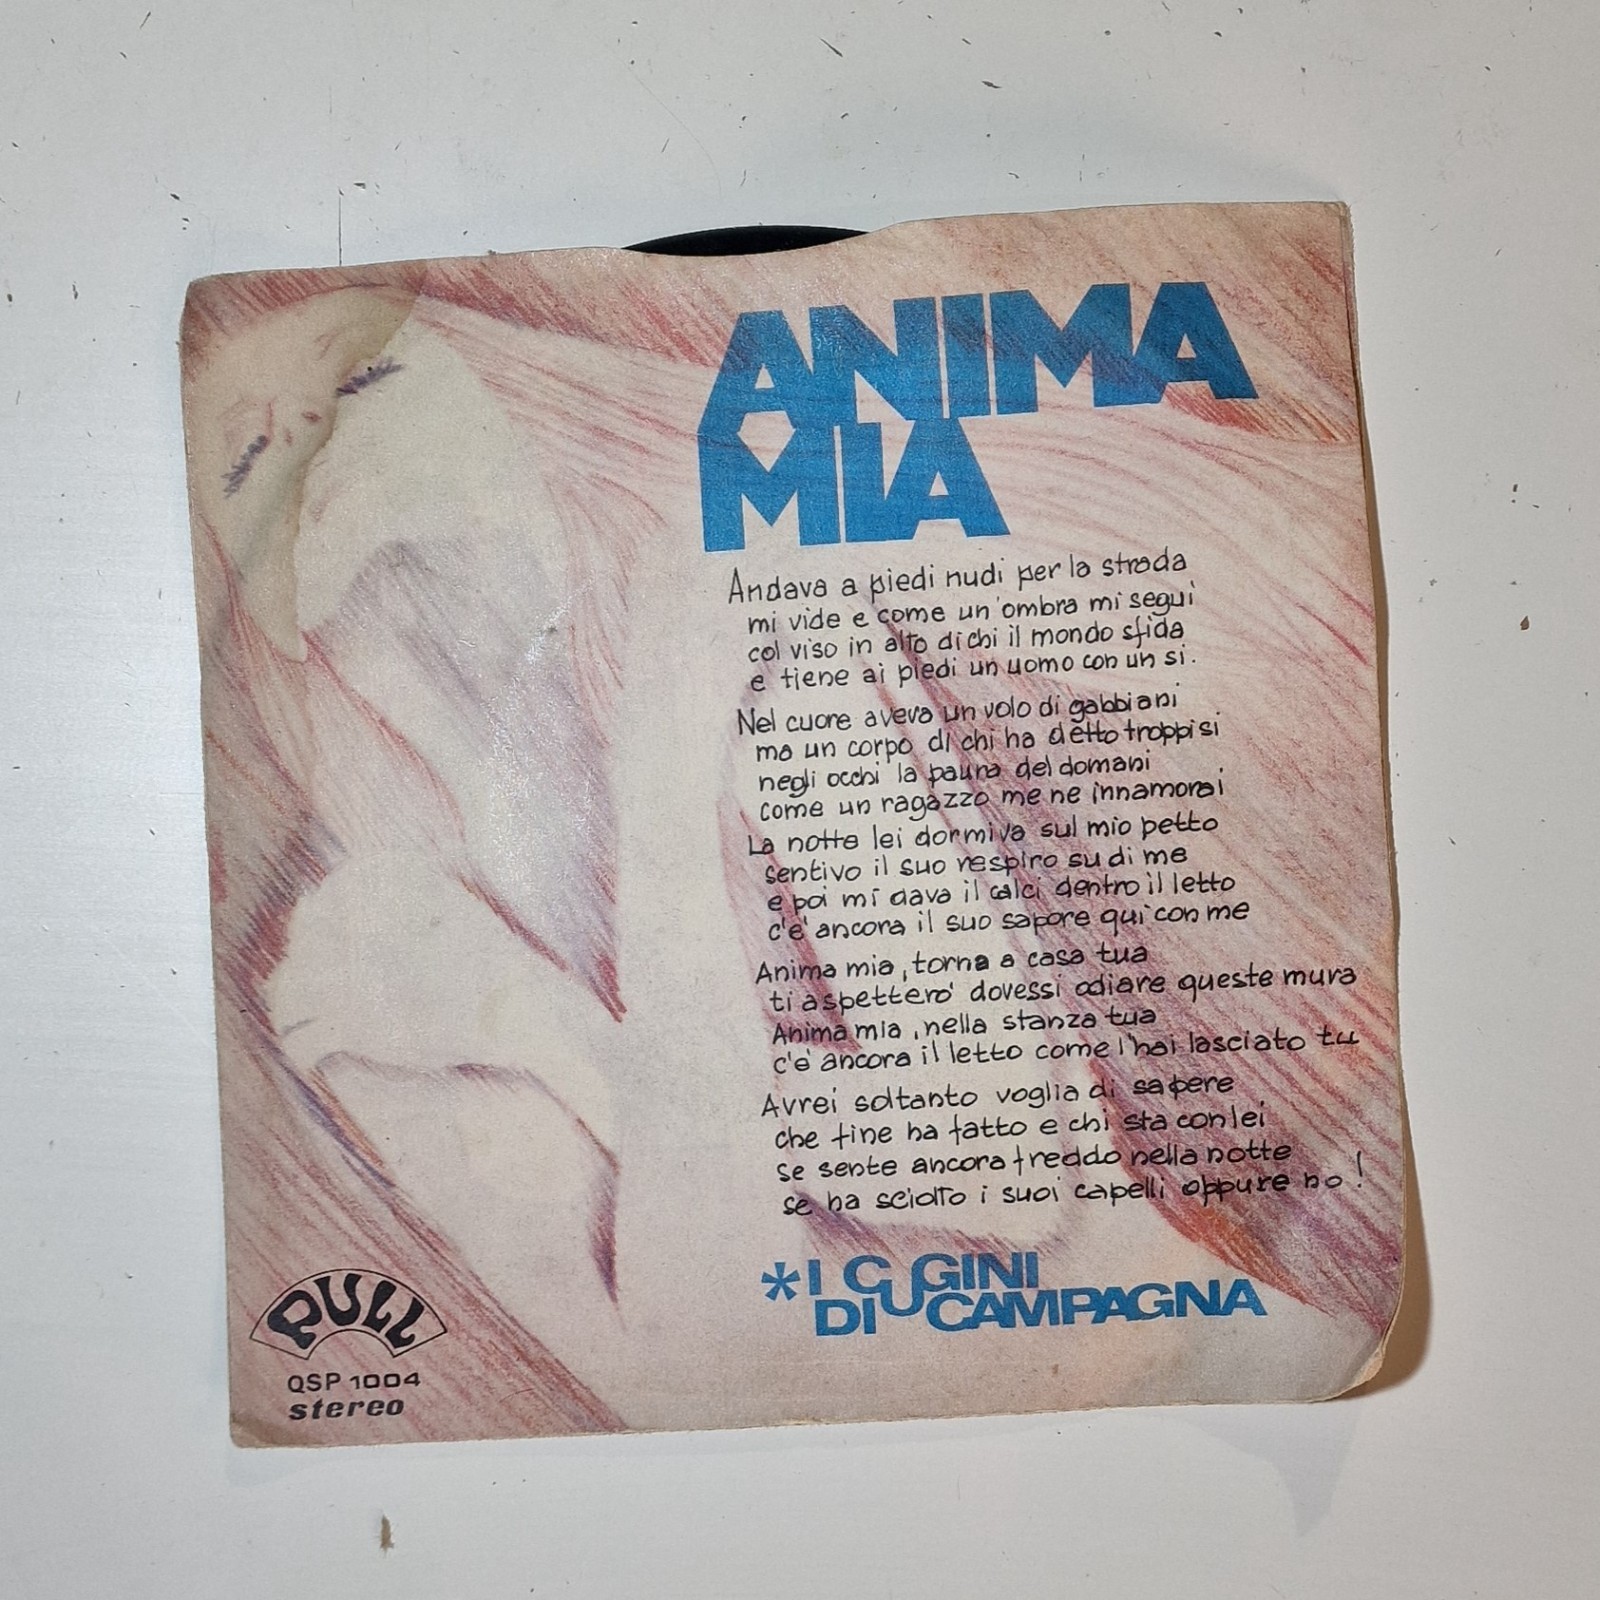 ANIMA
MIA
Andava a piedi nudi per la strada
mi vide e come un'ombra mi segui
col viso in alto di chi il mondo sfida
e tiene ai piedi un uomo con un si.
Nel cuore aveva un volo di gabbiani
ma un corpo di chi ha detto troppi si
negli occhi la paura del domani
come un ragazzo me ne innamorai
La notte lei dormiva sul mio petto
sentivo il suo respiro su di me
e poi mi dava il calci dentro il letto
c'e' ancora il suo sapore qui con me
Anima mia, torna a casa tua
ti aspettero' dovessi odiare queste mura
Anima mia, nella stanza tua
c'e' ancora il letto come l'hai lasciato tu
Avrei soltanto voglia di sapere
che fine ha fatto e chi sta con lei
se sente ancora freddo nella notte
se ha sciolto i suoi capelli oppure no!
*I CUGINI
DI CAMPAGNA
PULL
QSP 1004
stereo